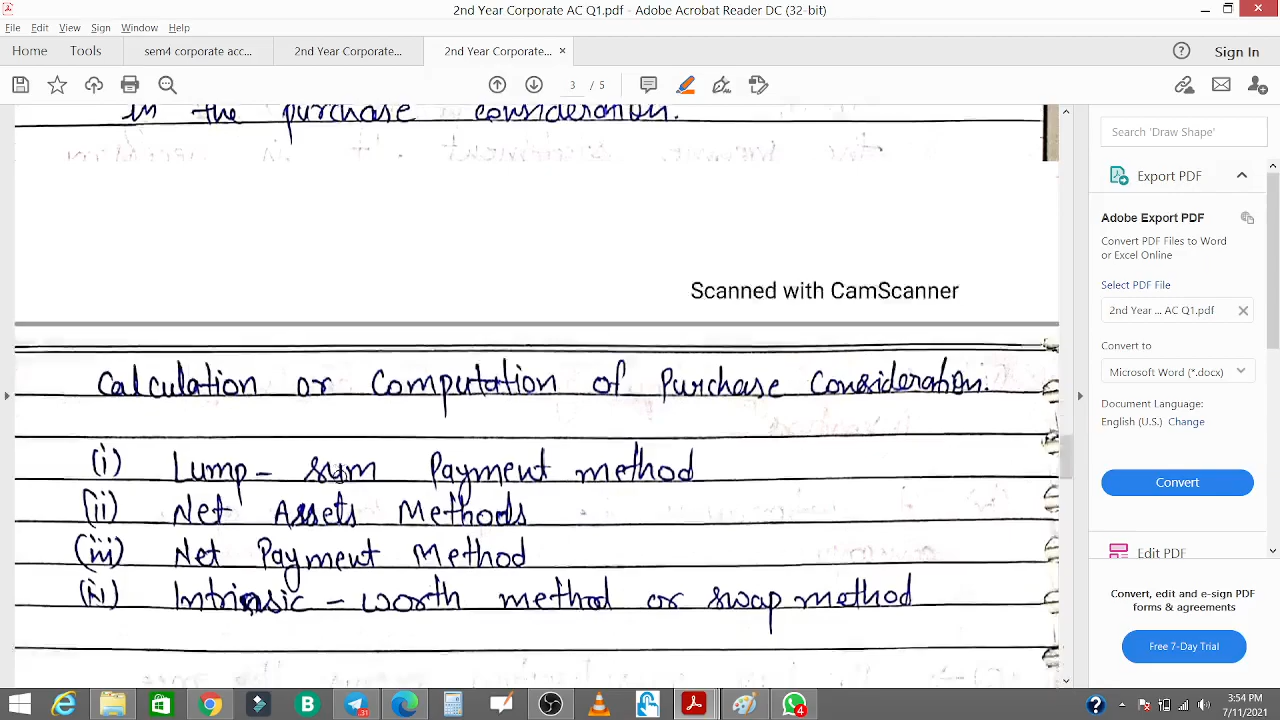 2nd Year Corporate AC Q1.pdf - Adobe Acrobat Reader DC (32-bit)
File Edit View Sign Window Help
Home Tools sem4 corporate acc... 2nd Year Corporate... 2nd Year Corporate... × Sign In
3 / 5
in the purchase consideration.
Search 'Draw Shape'
Export PDF
Adobe Export PDF
Convert PDF Files to Word
or Excel Online
Select PDF File
2nd Year ... AC Q1.pdf
Convert to
Microsoft Word (*.docx)
Document Language:
English (U.S.) Change
Convert
Edit PDF
Convert, edit and e-sign PDF
forms & agreements
Free 7-Day Trial
Scanned with CamScanner
Calculation or Computation of Purchase Consideration.
(i) Lump-sum Payment method
(ii) Net Assets Methods
(iii) Net Payment Method
(iv) Intrinsic - worth method or swap method
31
B
4
3:54 PM
7/11/2021